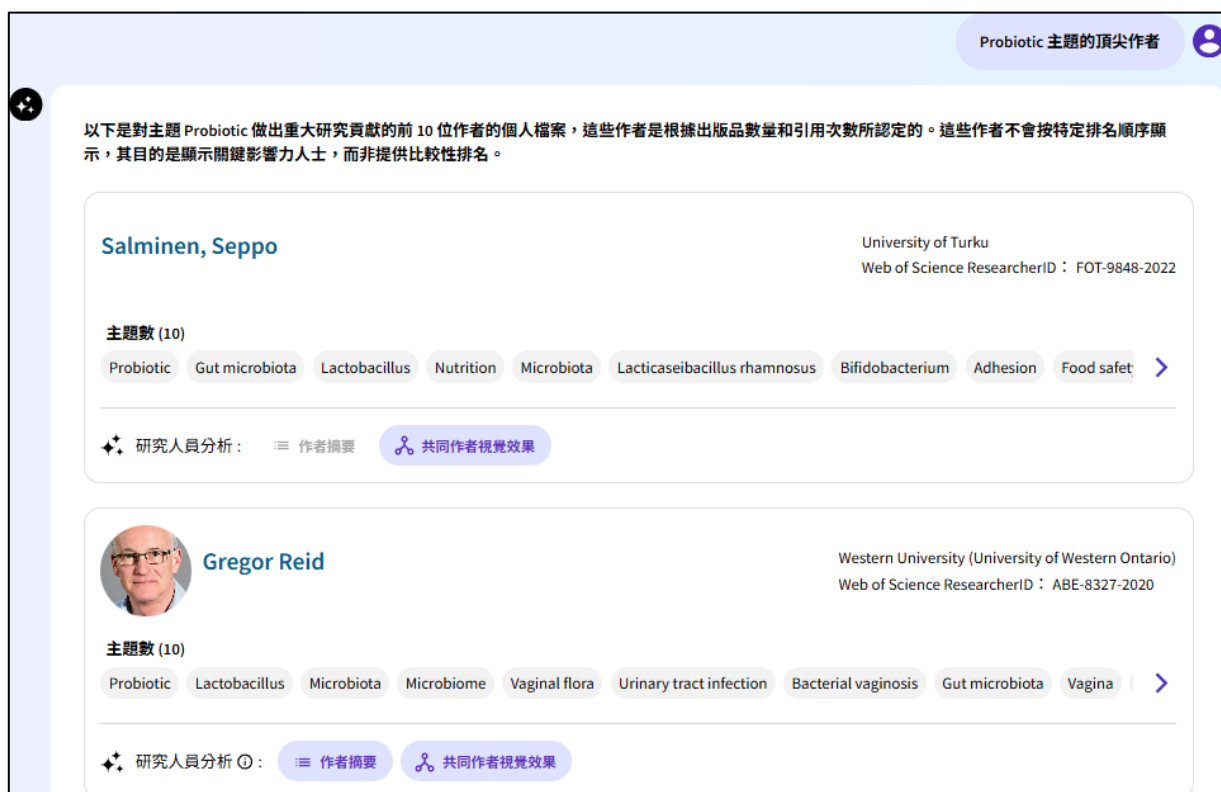 Probiotic 主題的頂尖作者
以下是對主題 Probiotic 做出重大研究貢獻的前 10 位作者的個人檔案，這些作者是根據出版品數量和引用次數所認定的。這些作者不會按特定排名順序顯
示，其目的是顯示關鍵影響力人士，而非提供比較性排名。
Salminen, Seppo
University of Turku
Web of Science ResearcherID： FOT-9848-2022
主題數 (10)
Probiotic Gut microbiota Lactobacillus Nutrition Microbiota Lacticaseibacillus rhamnosus Bifidobacterium Adhesion Food safet
研究人員分析 : 作者摘要 共同作者視覺效果
Gregor Reid
Western University (University of Western Ontario)
Web of Science ResearcherID： ABE-8327-2020
主題數 (10)
Probiotic Lactobacillus Microbiota Microbiome Vaginal flora Urinary tract infection Bacterial vaginosis Gut microbiota Vagina
研究人員分析 : 作者摘要 共同作者視覺效果